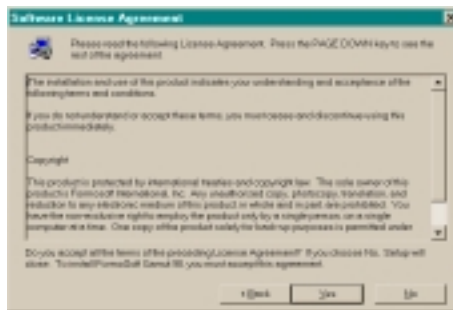 Software License Agreement
Please read the following License Agreement. Press the PAGE DOWN key to see the
rest of the agreement
The installation and use of this product indicates your understanding and acceptance of the
following terms and conditions.
If you do not understand or accept these terms, you must cease and discontinue using this
product immediately.
Copyright
This product is protected by international treaties and copyright law. The sole owner of this
product is Formosoft International, Inc. Any unauthorized copy, photocopy, translation, and
reduction to any electronic medium of this product in whole and in part are prohibited. You
have the non-exclusive right to employ the product only by a single person, on a single
computer at a time. One copy of the product solely for back-up purposes is permitted under
Do you accept all the terms of the preceding License Agreement? If you choose No, Setup will
close. To install FormoSoft Gamut 98, you must accept this agreement.
< Back
Yes
No